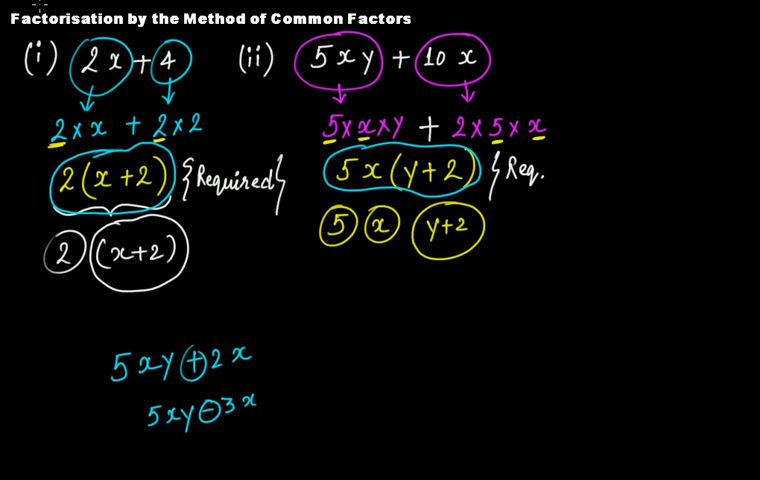 Factorisation by the Method of Common Factors
(i) 2x + 4
2 × x + 2 × 2
2(x+2) {Required}
2 (x+2)
(ii) 5xy + 10x
5 × x × y + 2 × 5 × x
5x(y+2) {Req.
5 x y+2
5xy + 2x
5xy - 3x